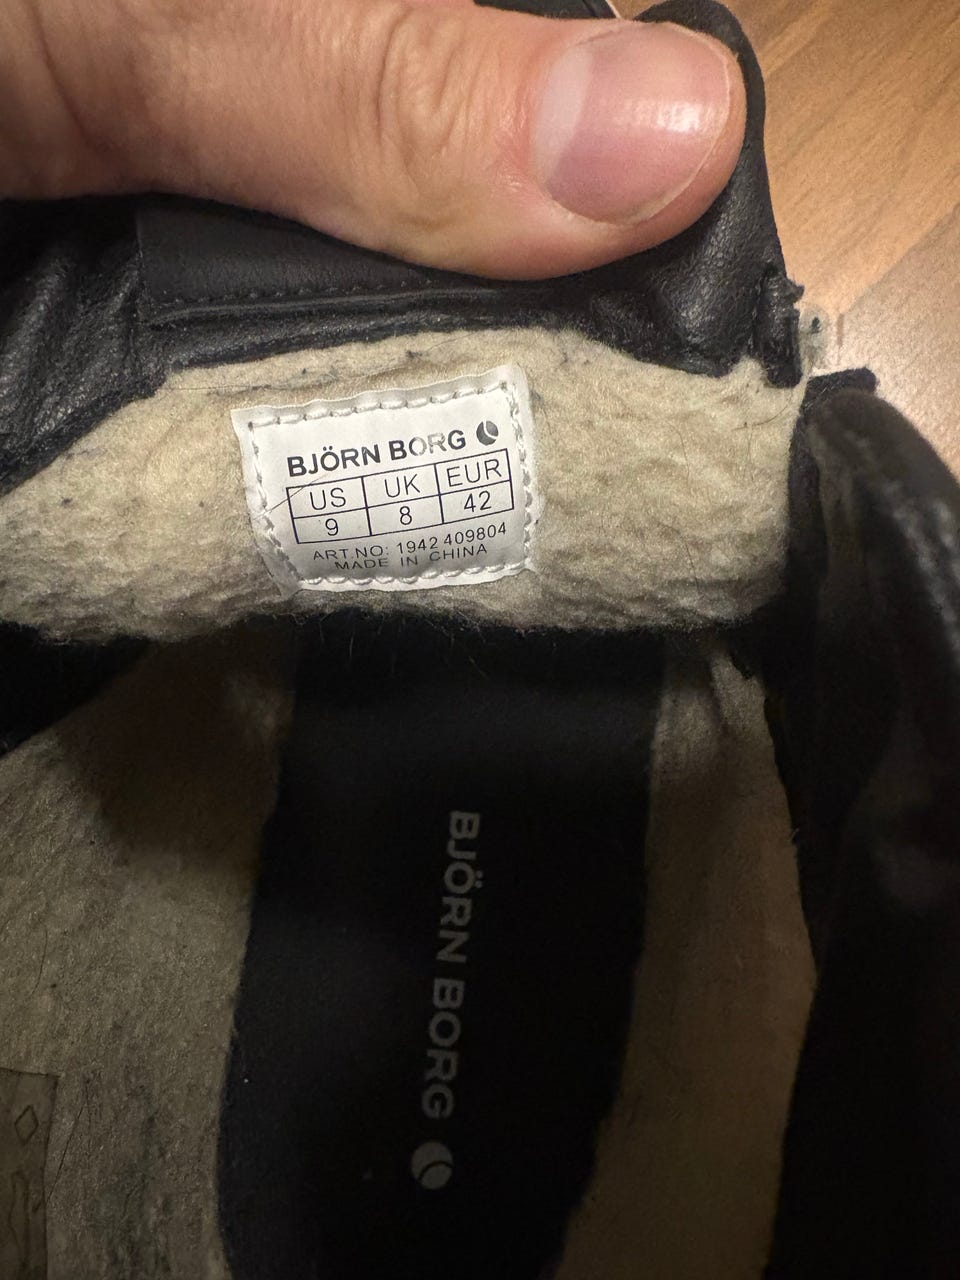 BJÖRN BORG
US UK EUR
9 8 42
ART.NO: 1942 409804
MADE IN CHINA
BJÖRN BORG